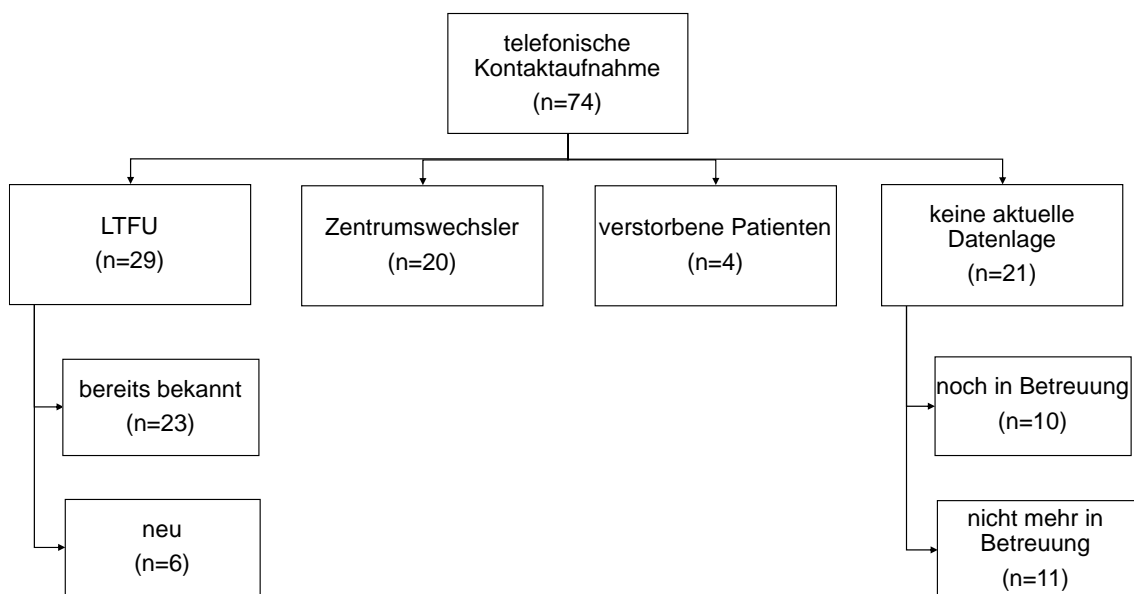 telefonische
Kontaktaufnahme
(n=74)
LTFU
(n=29)
Zentrumswechsler
(n=20)
verstorbene Patienten
(n=4)
keine aktuelle
Datenlage
(n=21)
bereits bekannt
(n=23)
noch in Betreuung
(n=10)
neu
(n=6)
nicht mehr in
Betreuung
(n=11)